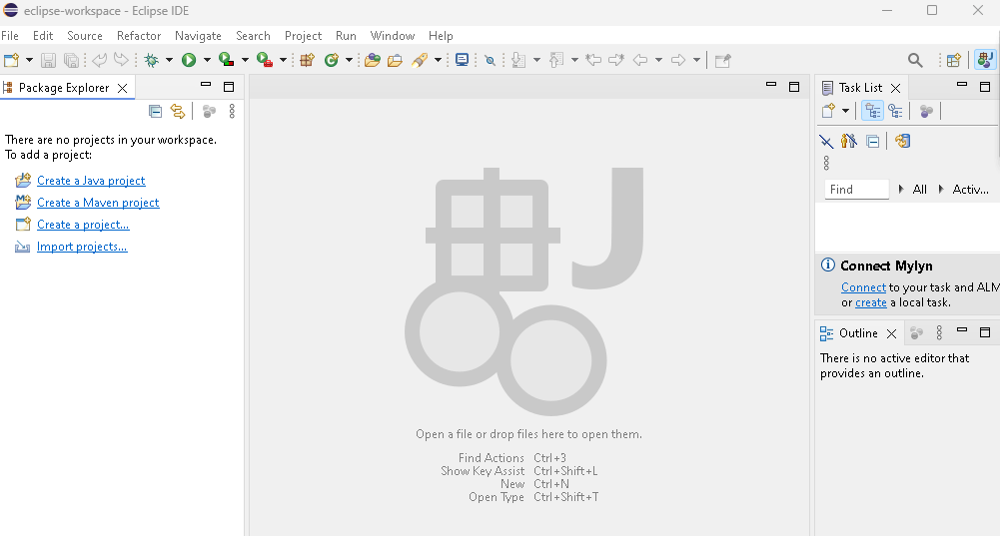 eclipse-workspace - Eclipse IDE
File Edit Source Refactor Navigate Search Project Run Window Help
Package Explorer
There are no projects in your workspace.
To add a project:
Create a Java project
Create a Maven project
Create a project...
Import projects...
Open a file or drop files here to open them.
Find Actions Ctrl+3
Show Key Assist Ctrl+Shift+L
New Ctrl+N
Open Type Ctrl+Shift+T
Task List
Find All Activ...
Connect Mylyn
Connect to your task and ALM
or create a local task.
Outline
There is no active editor that
provides an outline.